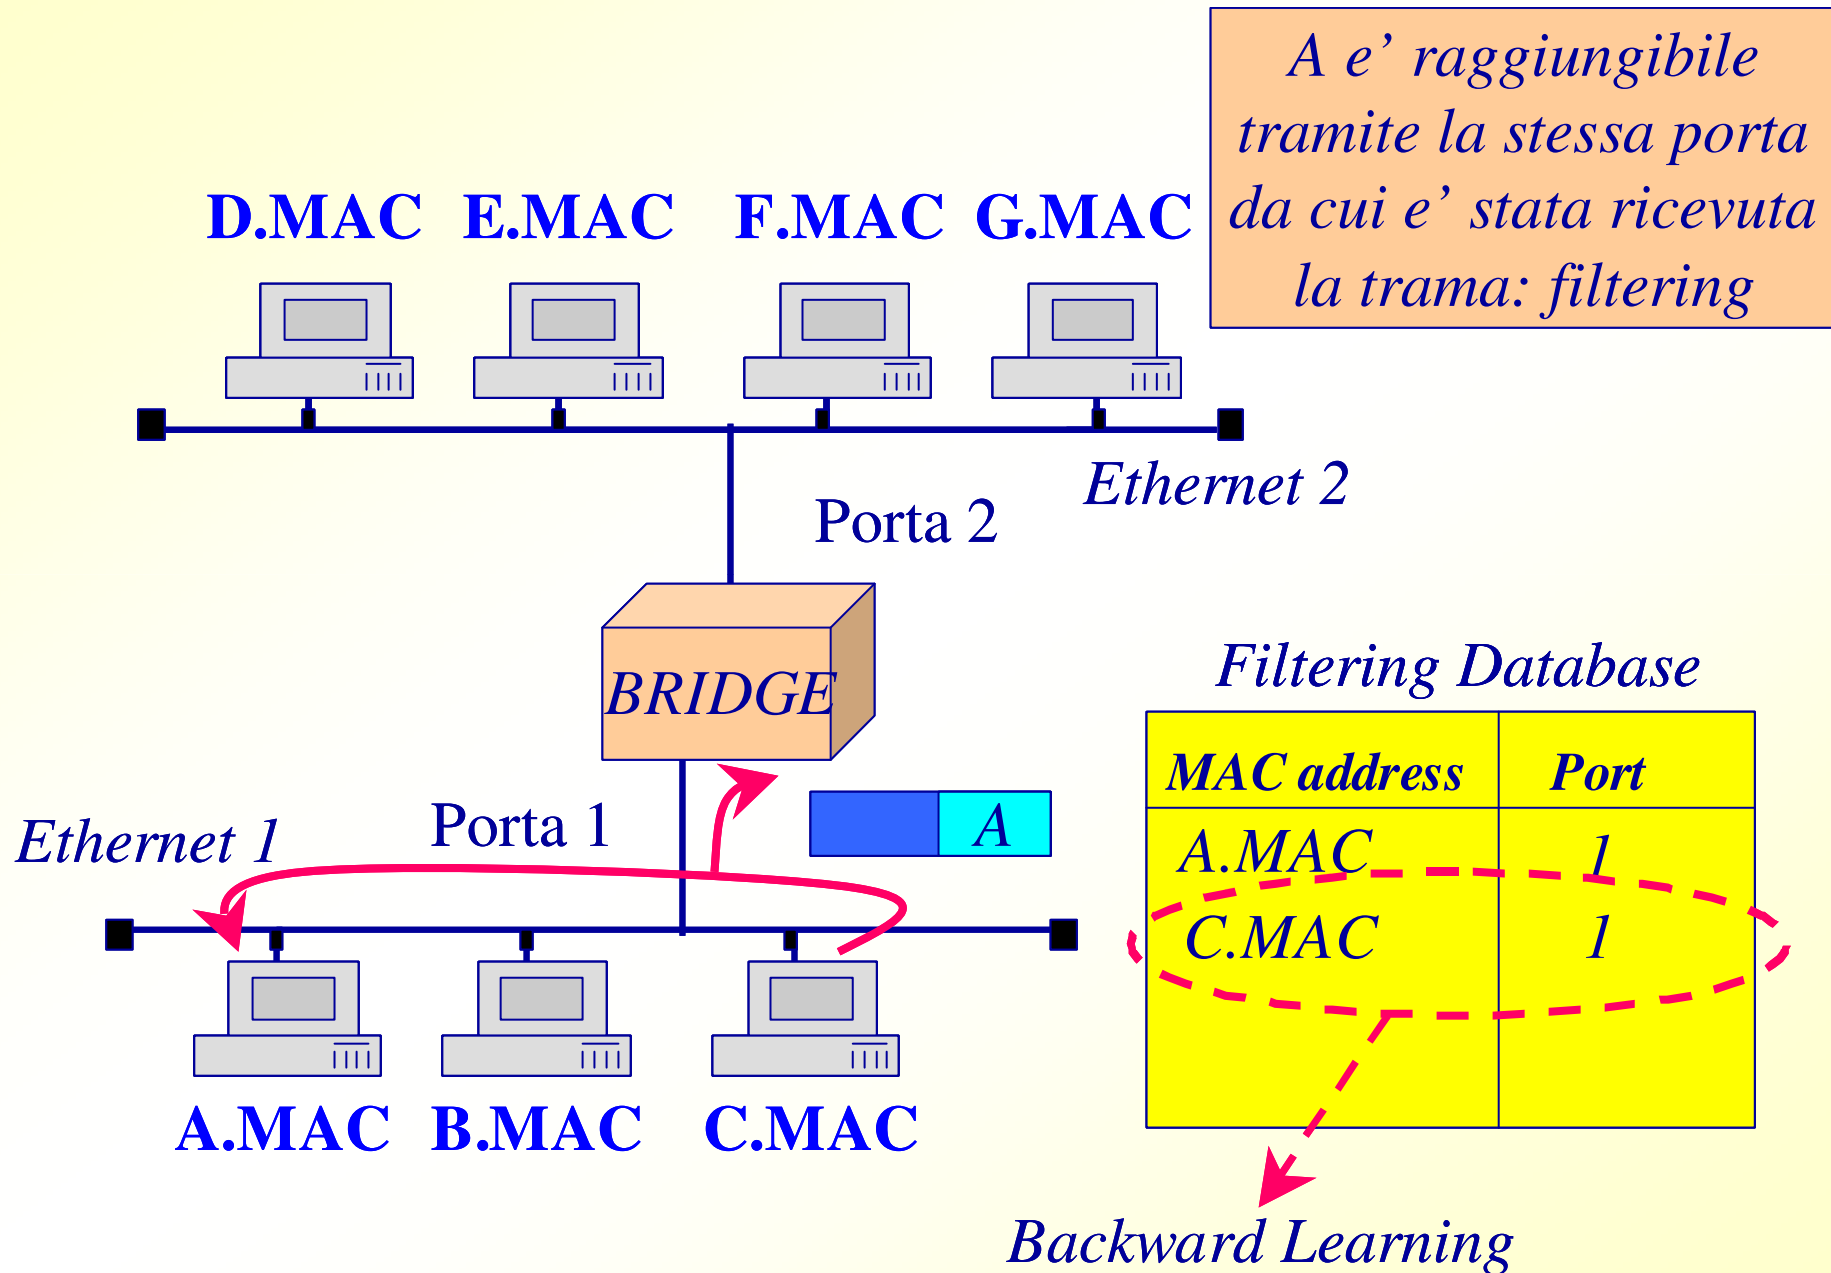 A e’ raggiungibile
tramite la stessa porta
da cui e’ stata ricevuta
la trama: filtering
D.MAC E.MAC F.MAC G.MAC
Ethernet 2
Porta 2
BRIDGE
Filtering Database
MAC address Port
A.MAC 1
C.MAC 1
Porta 1
A
Ethernet 1
A.MAC B.MAC C.MAC
Backward Learning